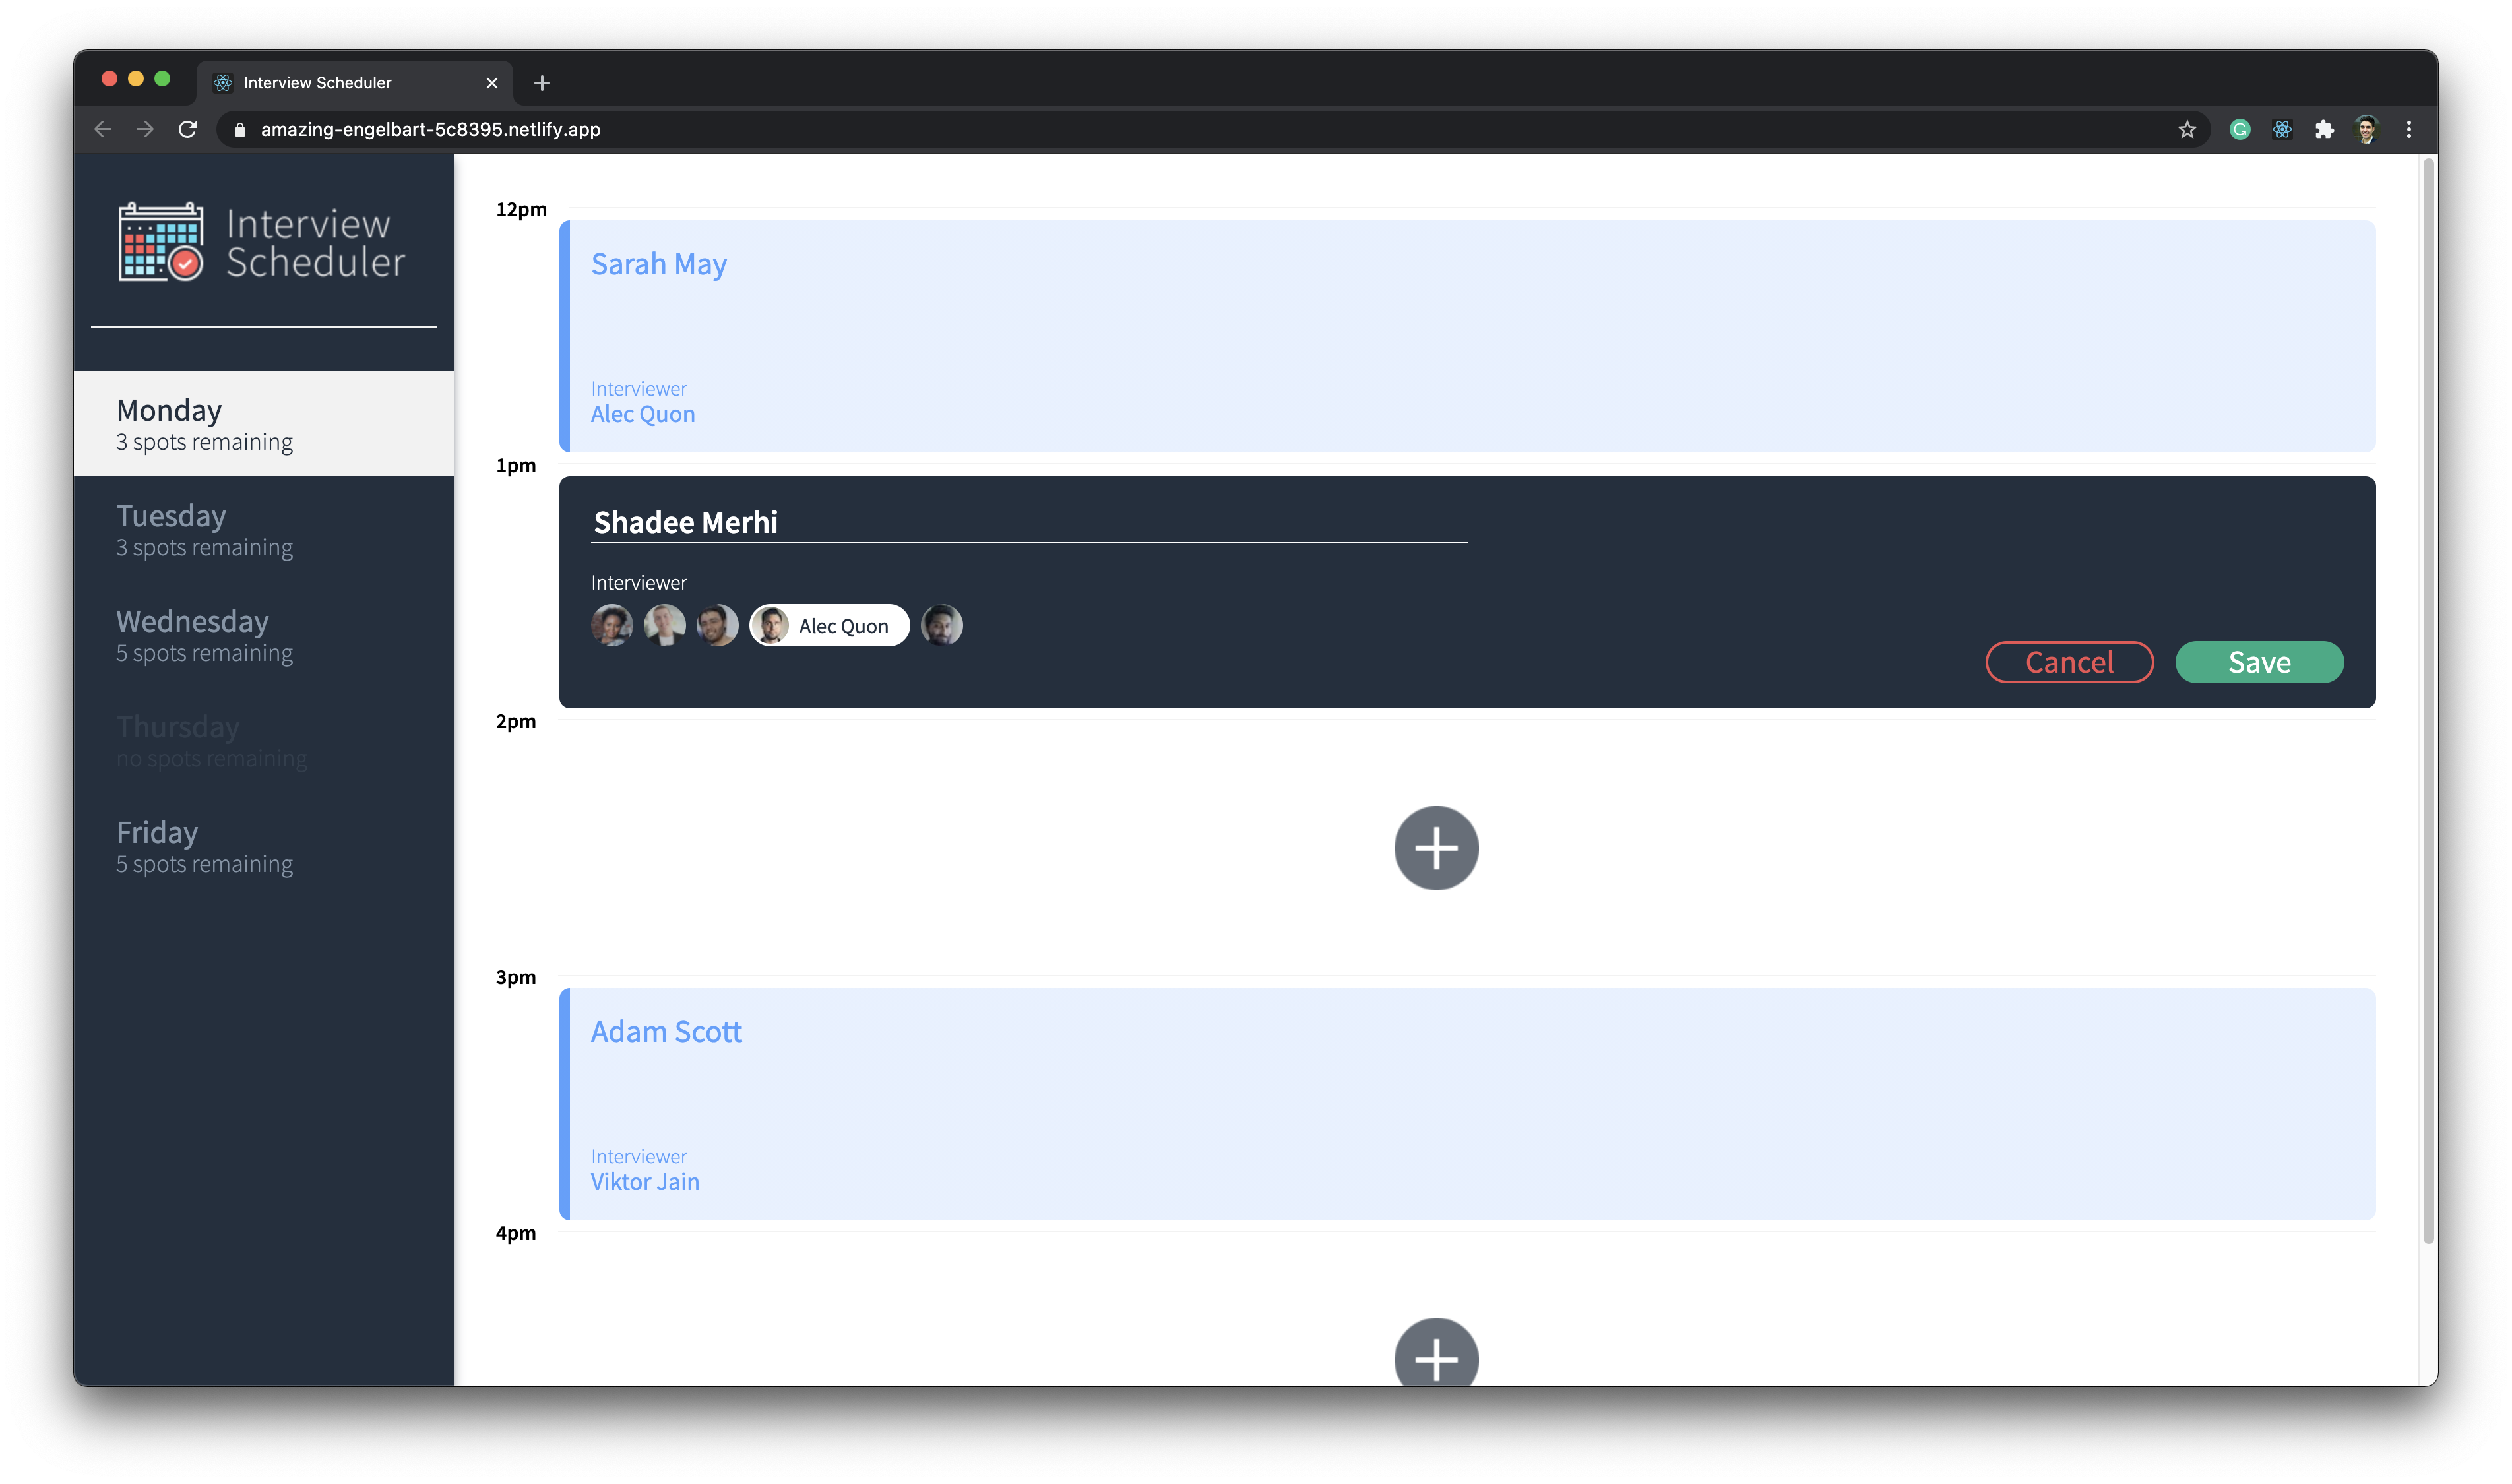 Interview Scheduler
amazing-engelbart-5c8395.netlify.app
Interview
Scheduler
Monday
3 spots remaining
Tuesday
3 spots remaining
Wednesday
5 spots remaining
Thursday
no spots remaining
Friday
5 spots remaining
12pm
Sarah May
Interviewer
Alec Quon
1pm
Shadee Merhi
Interviewer
Alec Quon
Cancel
Save
2pm
3pm
Adam Scott
Interviewer
Viktor Jain
4pm